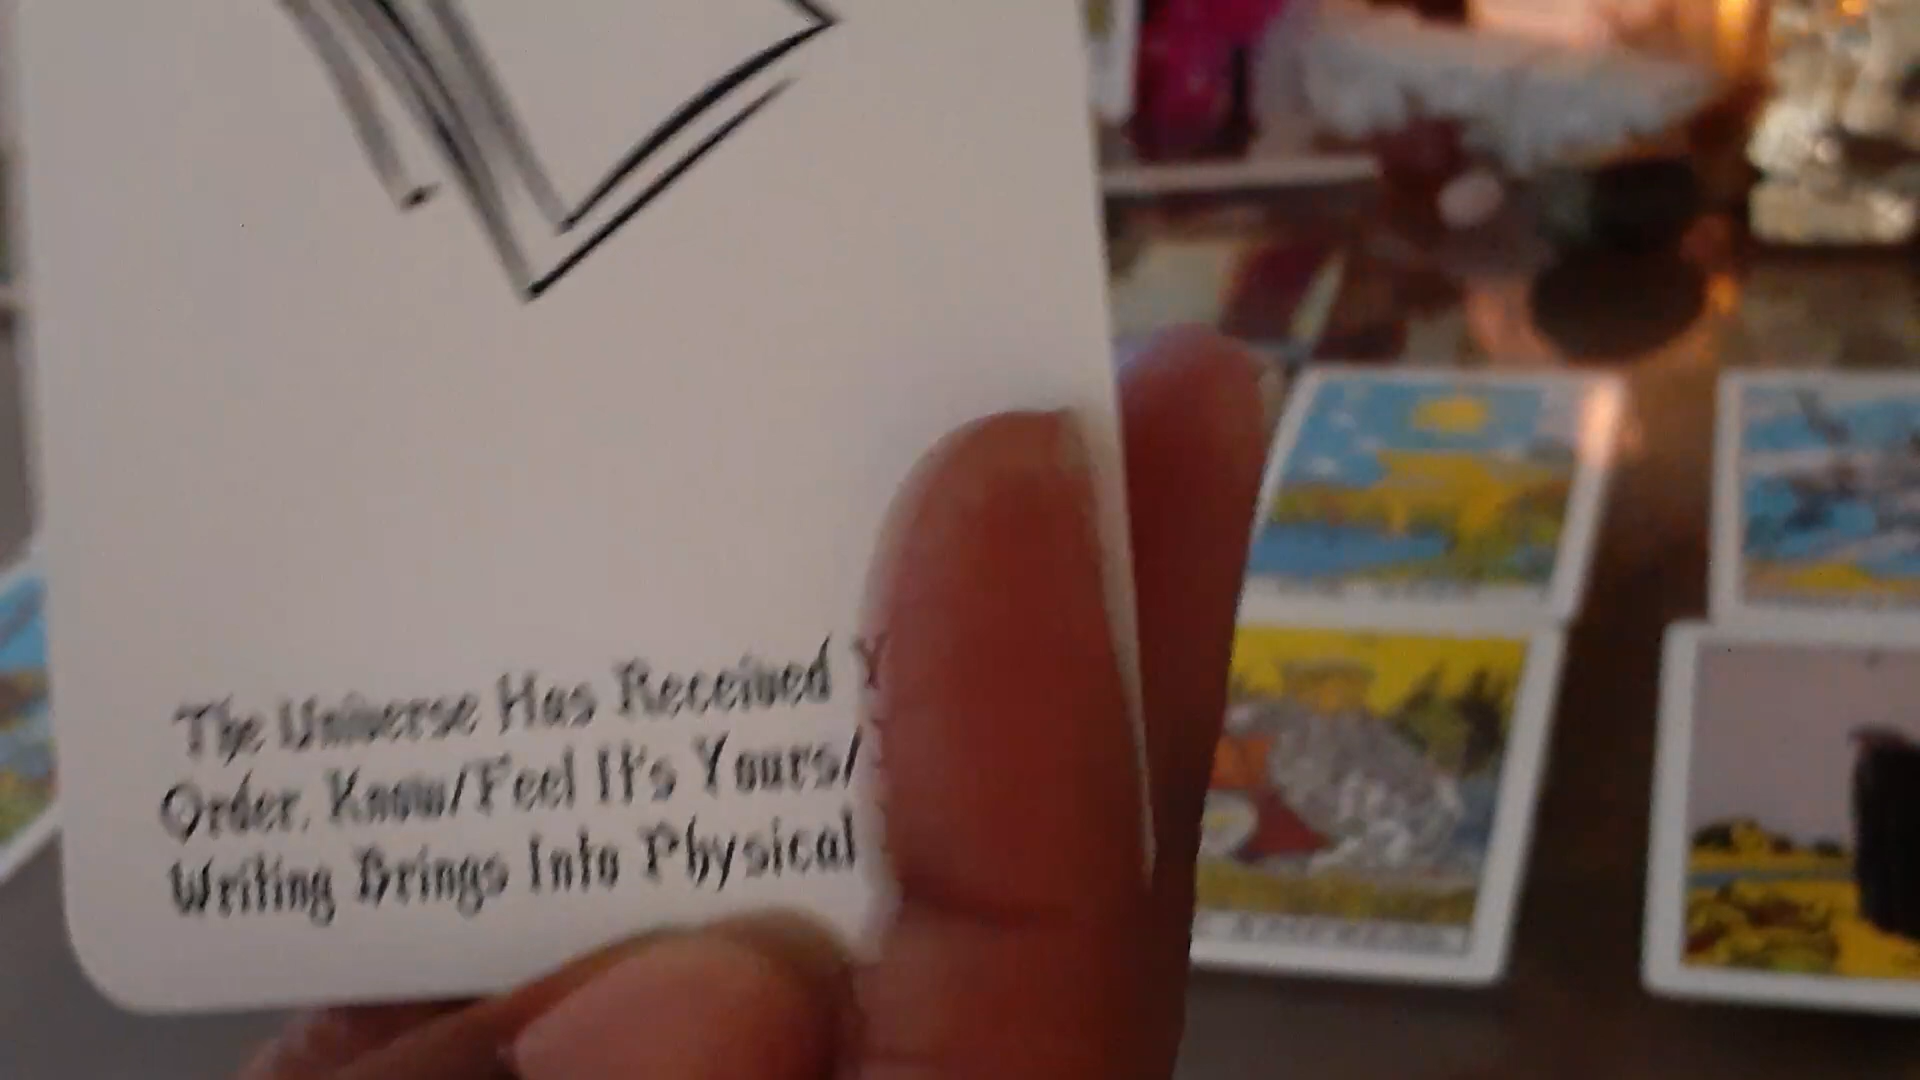 The Universe Has Received Y
Order. Know/Feel It's Yours/
Writing Brings Into Physical